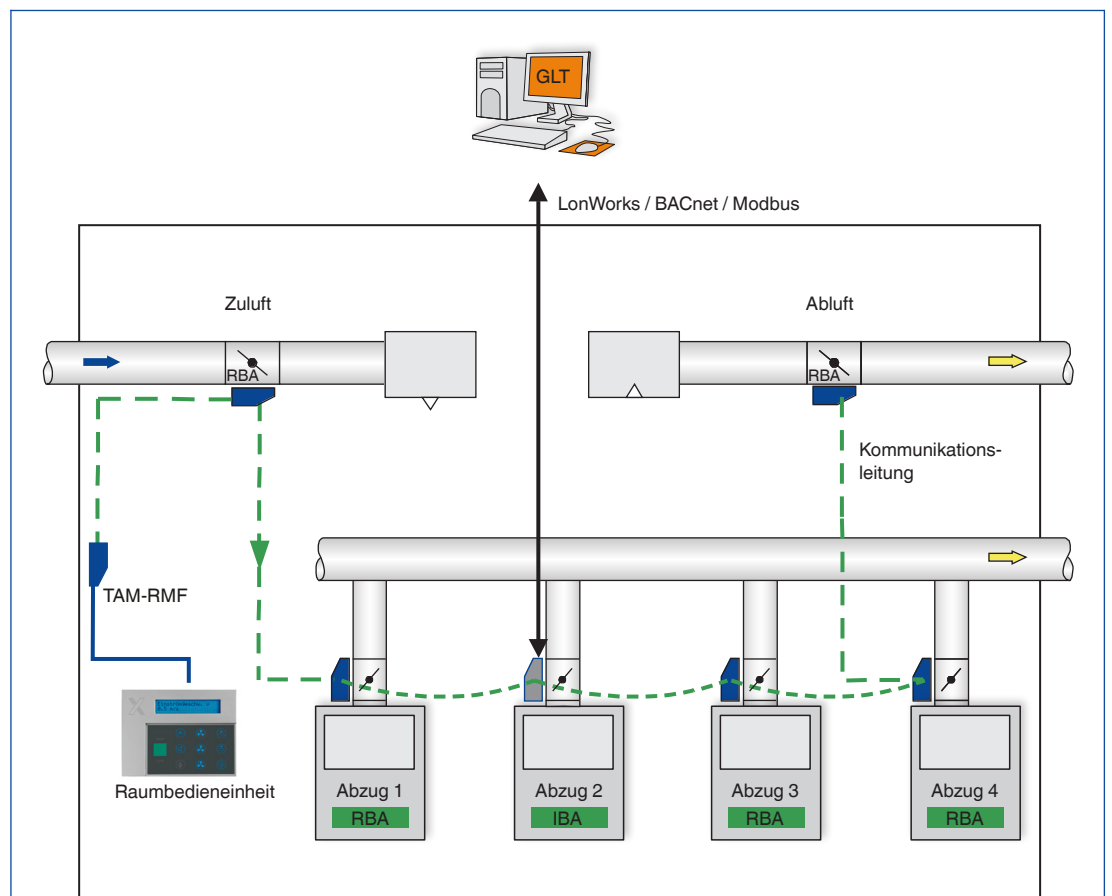 GLT
LonWorks / BACnet / Modbus
Zuluft
Abluft
RBA
RBA
Kommunikations-
leitung
TAM-RMF
Raumbedieneinheit
Abzug 1
RBA
Abzug 2
IBA
Abzug 3
RBA
Abzug 4
RBA